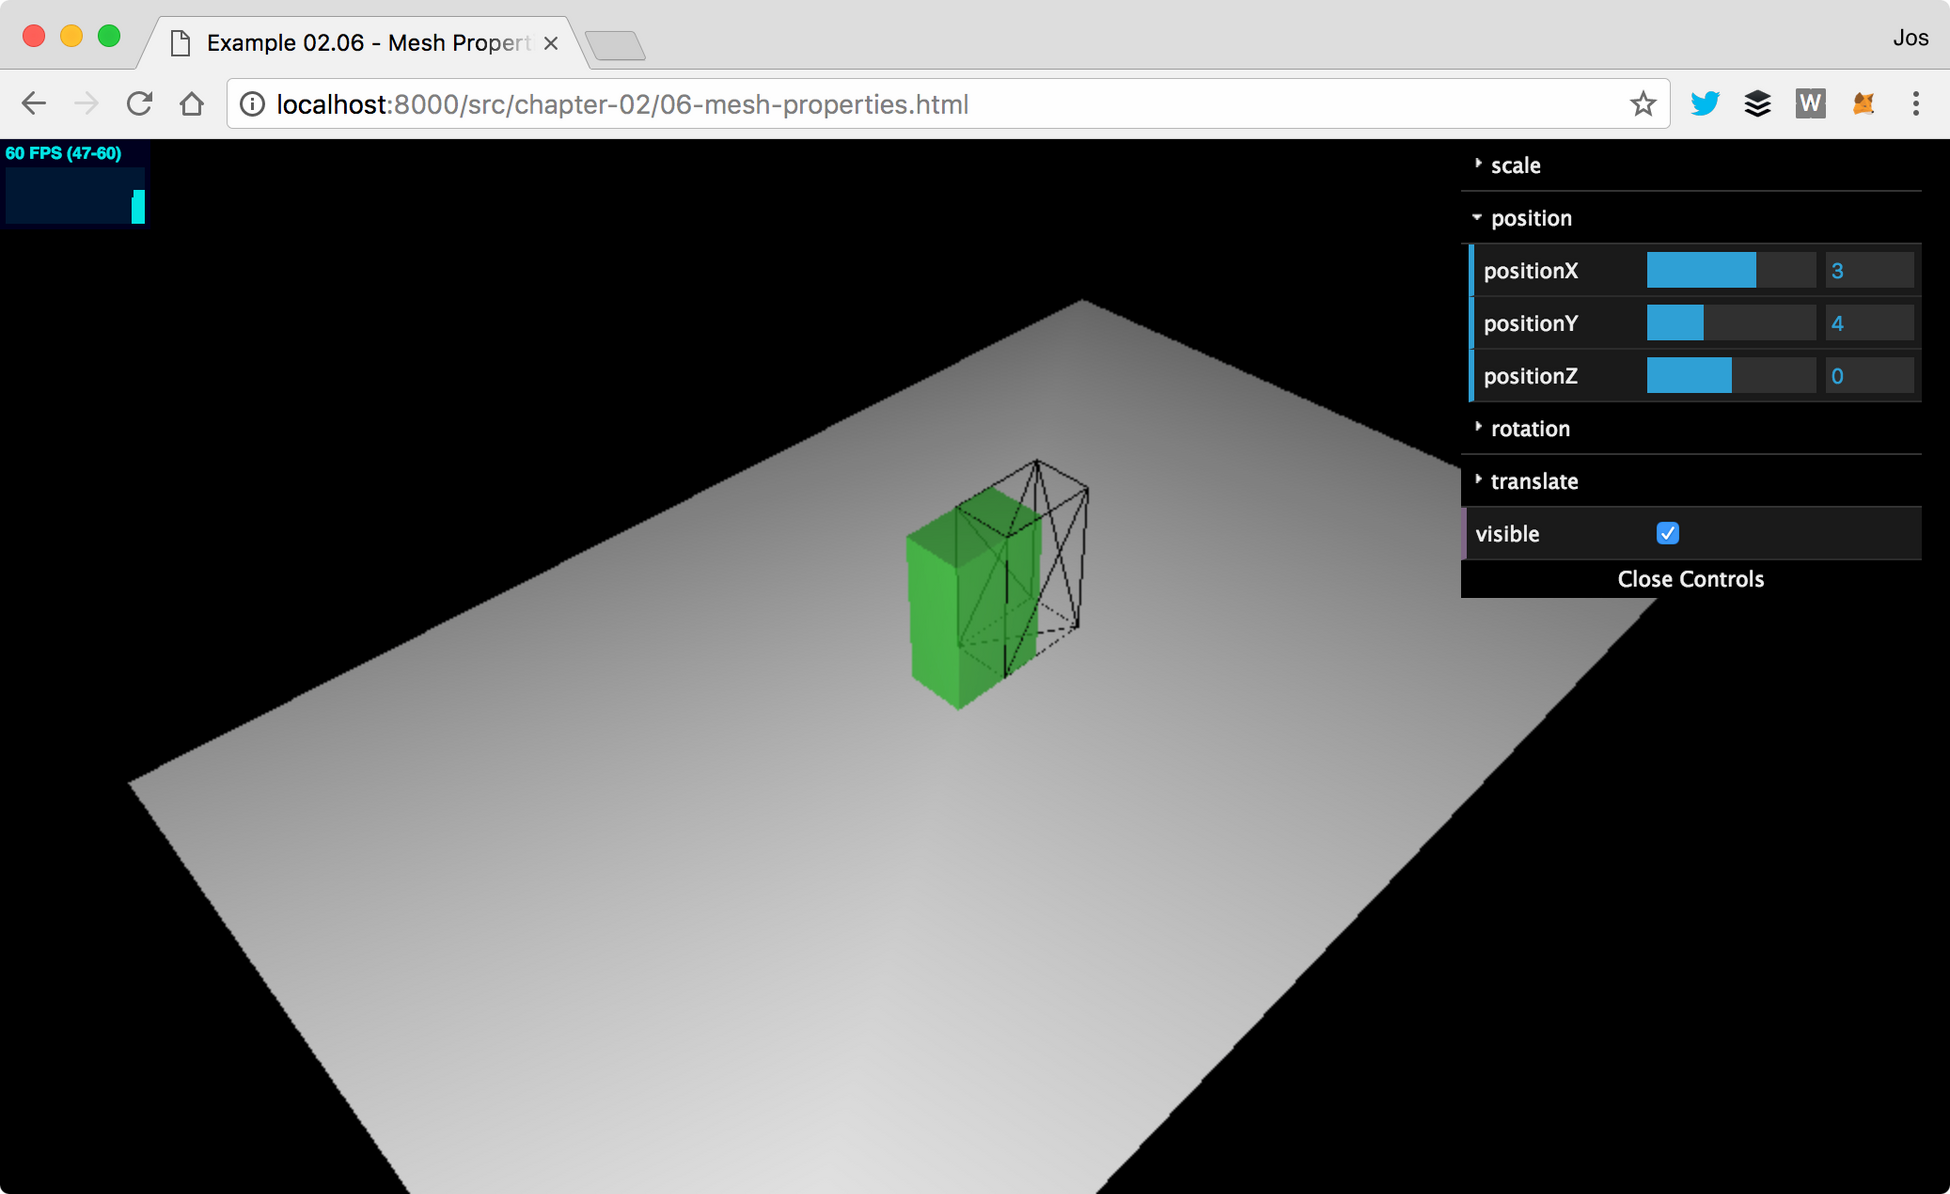 Example 02.06 - Mesh Propert
Jos
localhost:8000/src/chapter-02/06-mesh-properties.html
W
60 FPS (47-60)
scale
position
positionX 3
positionY 4
positionZ 0
rotation
translate
visible
Close Controls